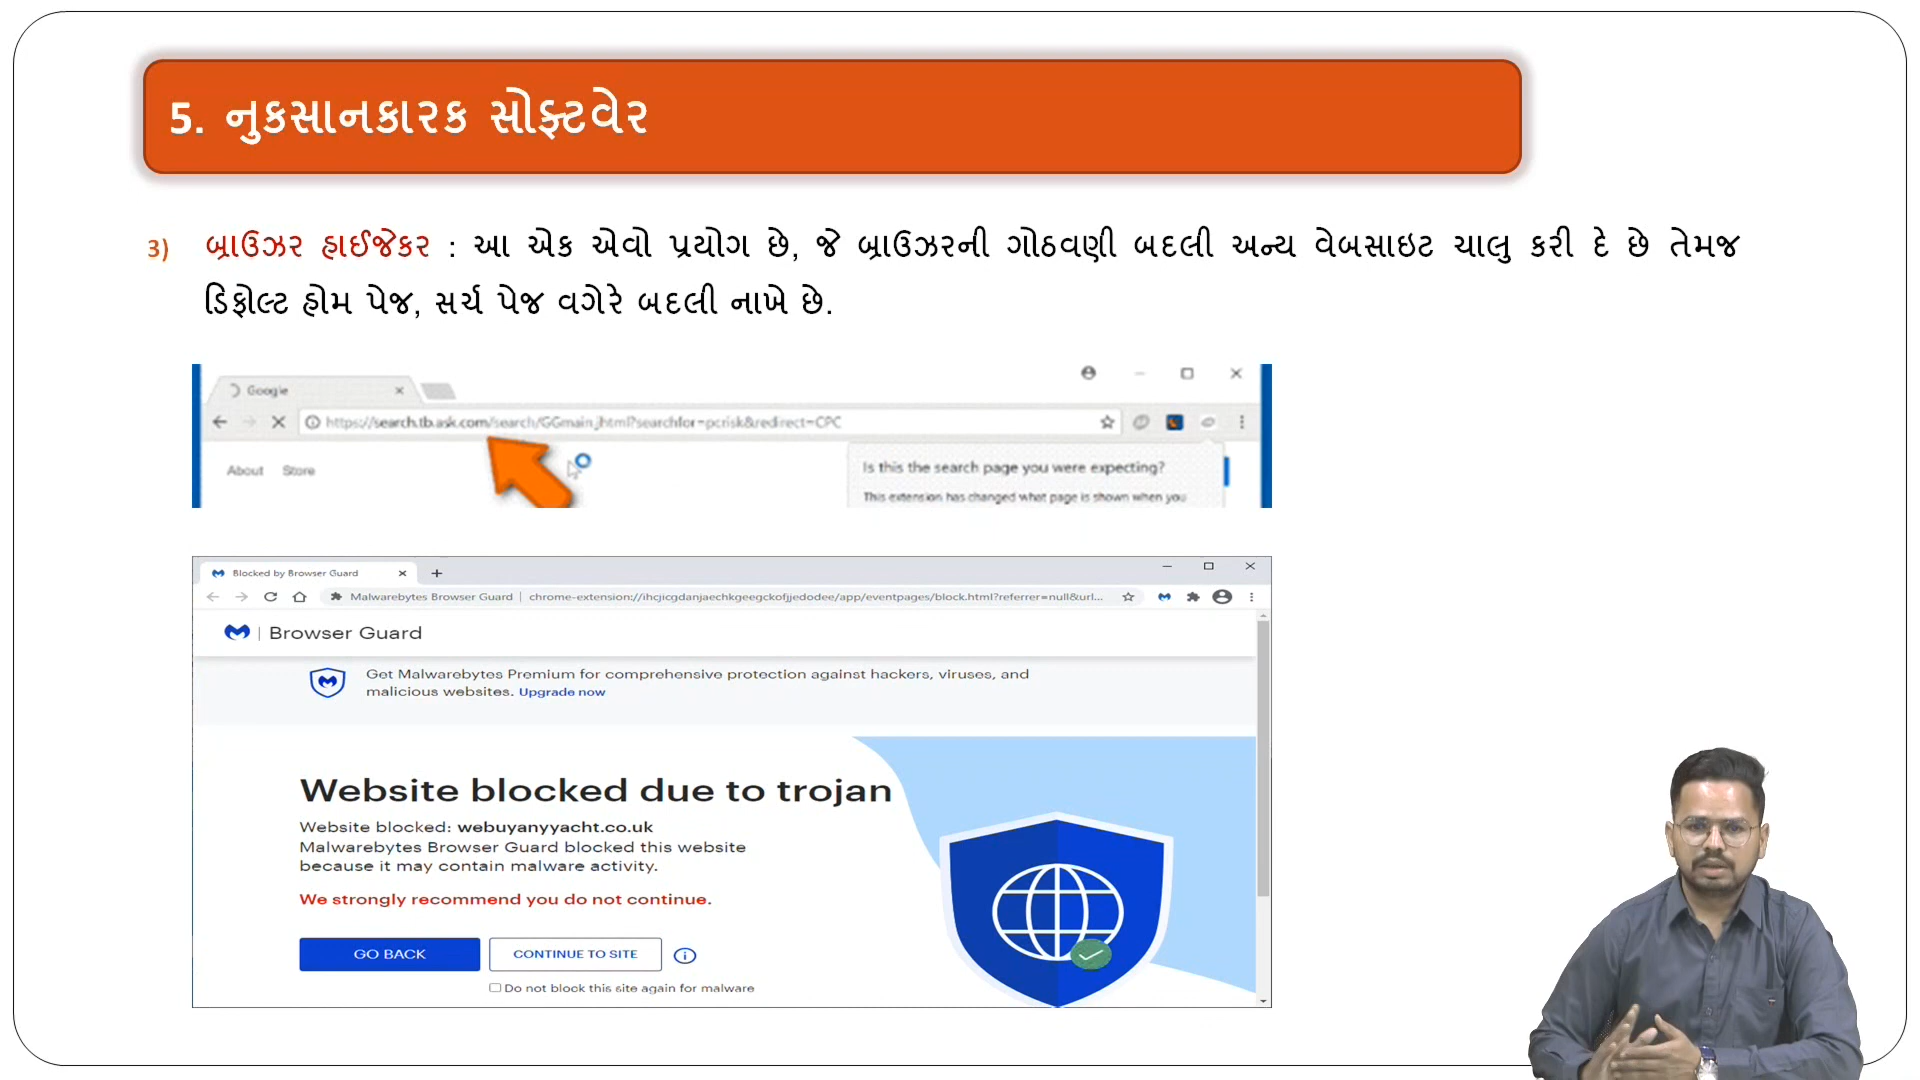 5. નુકસાનકારક સોફ્ટવેર
3) બ્રાઉઝર હાઈજેકર : આ એક એવો પ્રયોગ છે, જે બ્રાઉઝરની ગોઠવણી બદલી અન્ય વેબસાઇટ ચાલુ કરી દે છે તેમજ
ડિફોલ્ટ હોમ પેજ, સર્ચ પેજ વગેરે બદલી નાખે છે.
Google
https://search.tb.ask.com/search/GGmain.jhtml?searchfor=pcrisk&redirect=CPC
About Store
Is this the search page you were expecting?
This extension has changed what page is shown when you
Blocked by Browser Guard
Malwarebytes Browser Guard | chrome-extension://ihcjicgdanjaechkgeegckofjjedodee/app/eventpages/block.html?referrer=null&url...
Browser Guard
Get Malwarebytes Premium for comprehensive protection against hackers, viruses, and
malicious websites. Upgrade now
Website blocked due to trojan
Website blocked: webuyanyyacht.co.uk
Malwarebytes Browser Guard blocked this website
because it may contain malware activity.
We strongly recommend you do not continue.
GO BACK CONTINUE TO SITE
Do not block this site again for malware